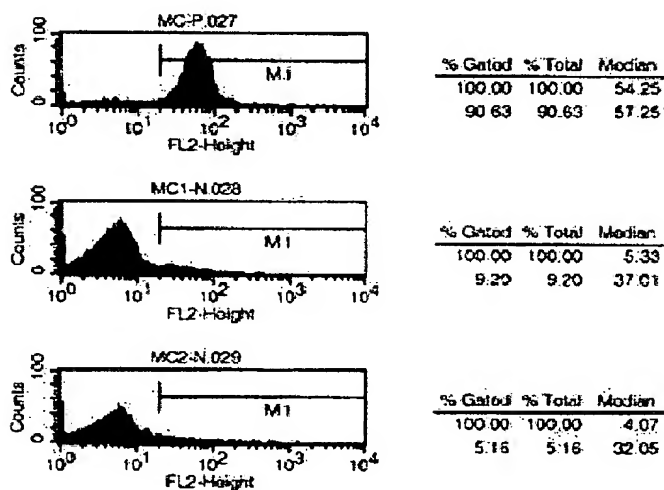 MC-P.027
100
Counts
0
M1
10^0 10^1 10^2 10^3 10^4
FL2-Height
% Gated % Total Median
100.00 100.00 54.25
90.63 90.63 57.25
MC1-N.028
100
Counts
0
M1
10^0 10^1 10^2 10^3 10^4
FL2-Height
% Gated % Total Median
100.00 100.00 5.33
9.20 9.20 37.01
MC2-N.029
100
Counts
0
M1
10^0 10^1 10^2 10^3 10^4
FL2-Height
% Gated % Total Median
100.00 100.00 4.07
5.16 5.16 32.05